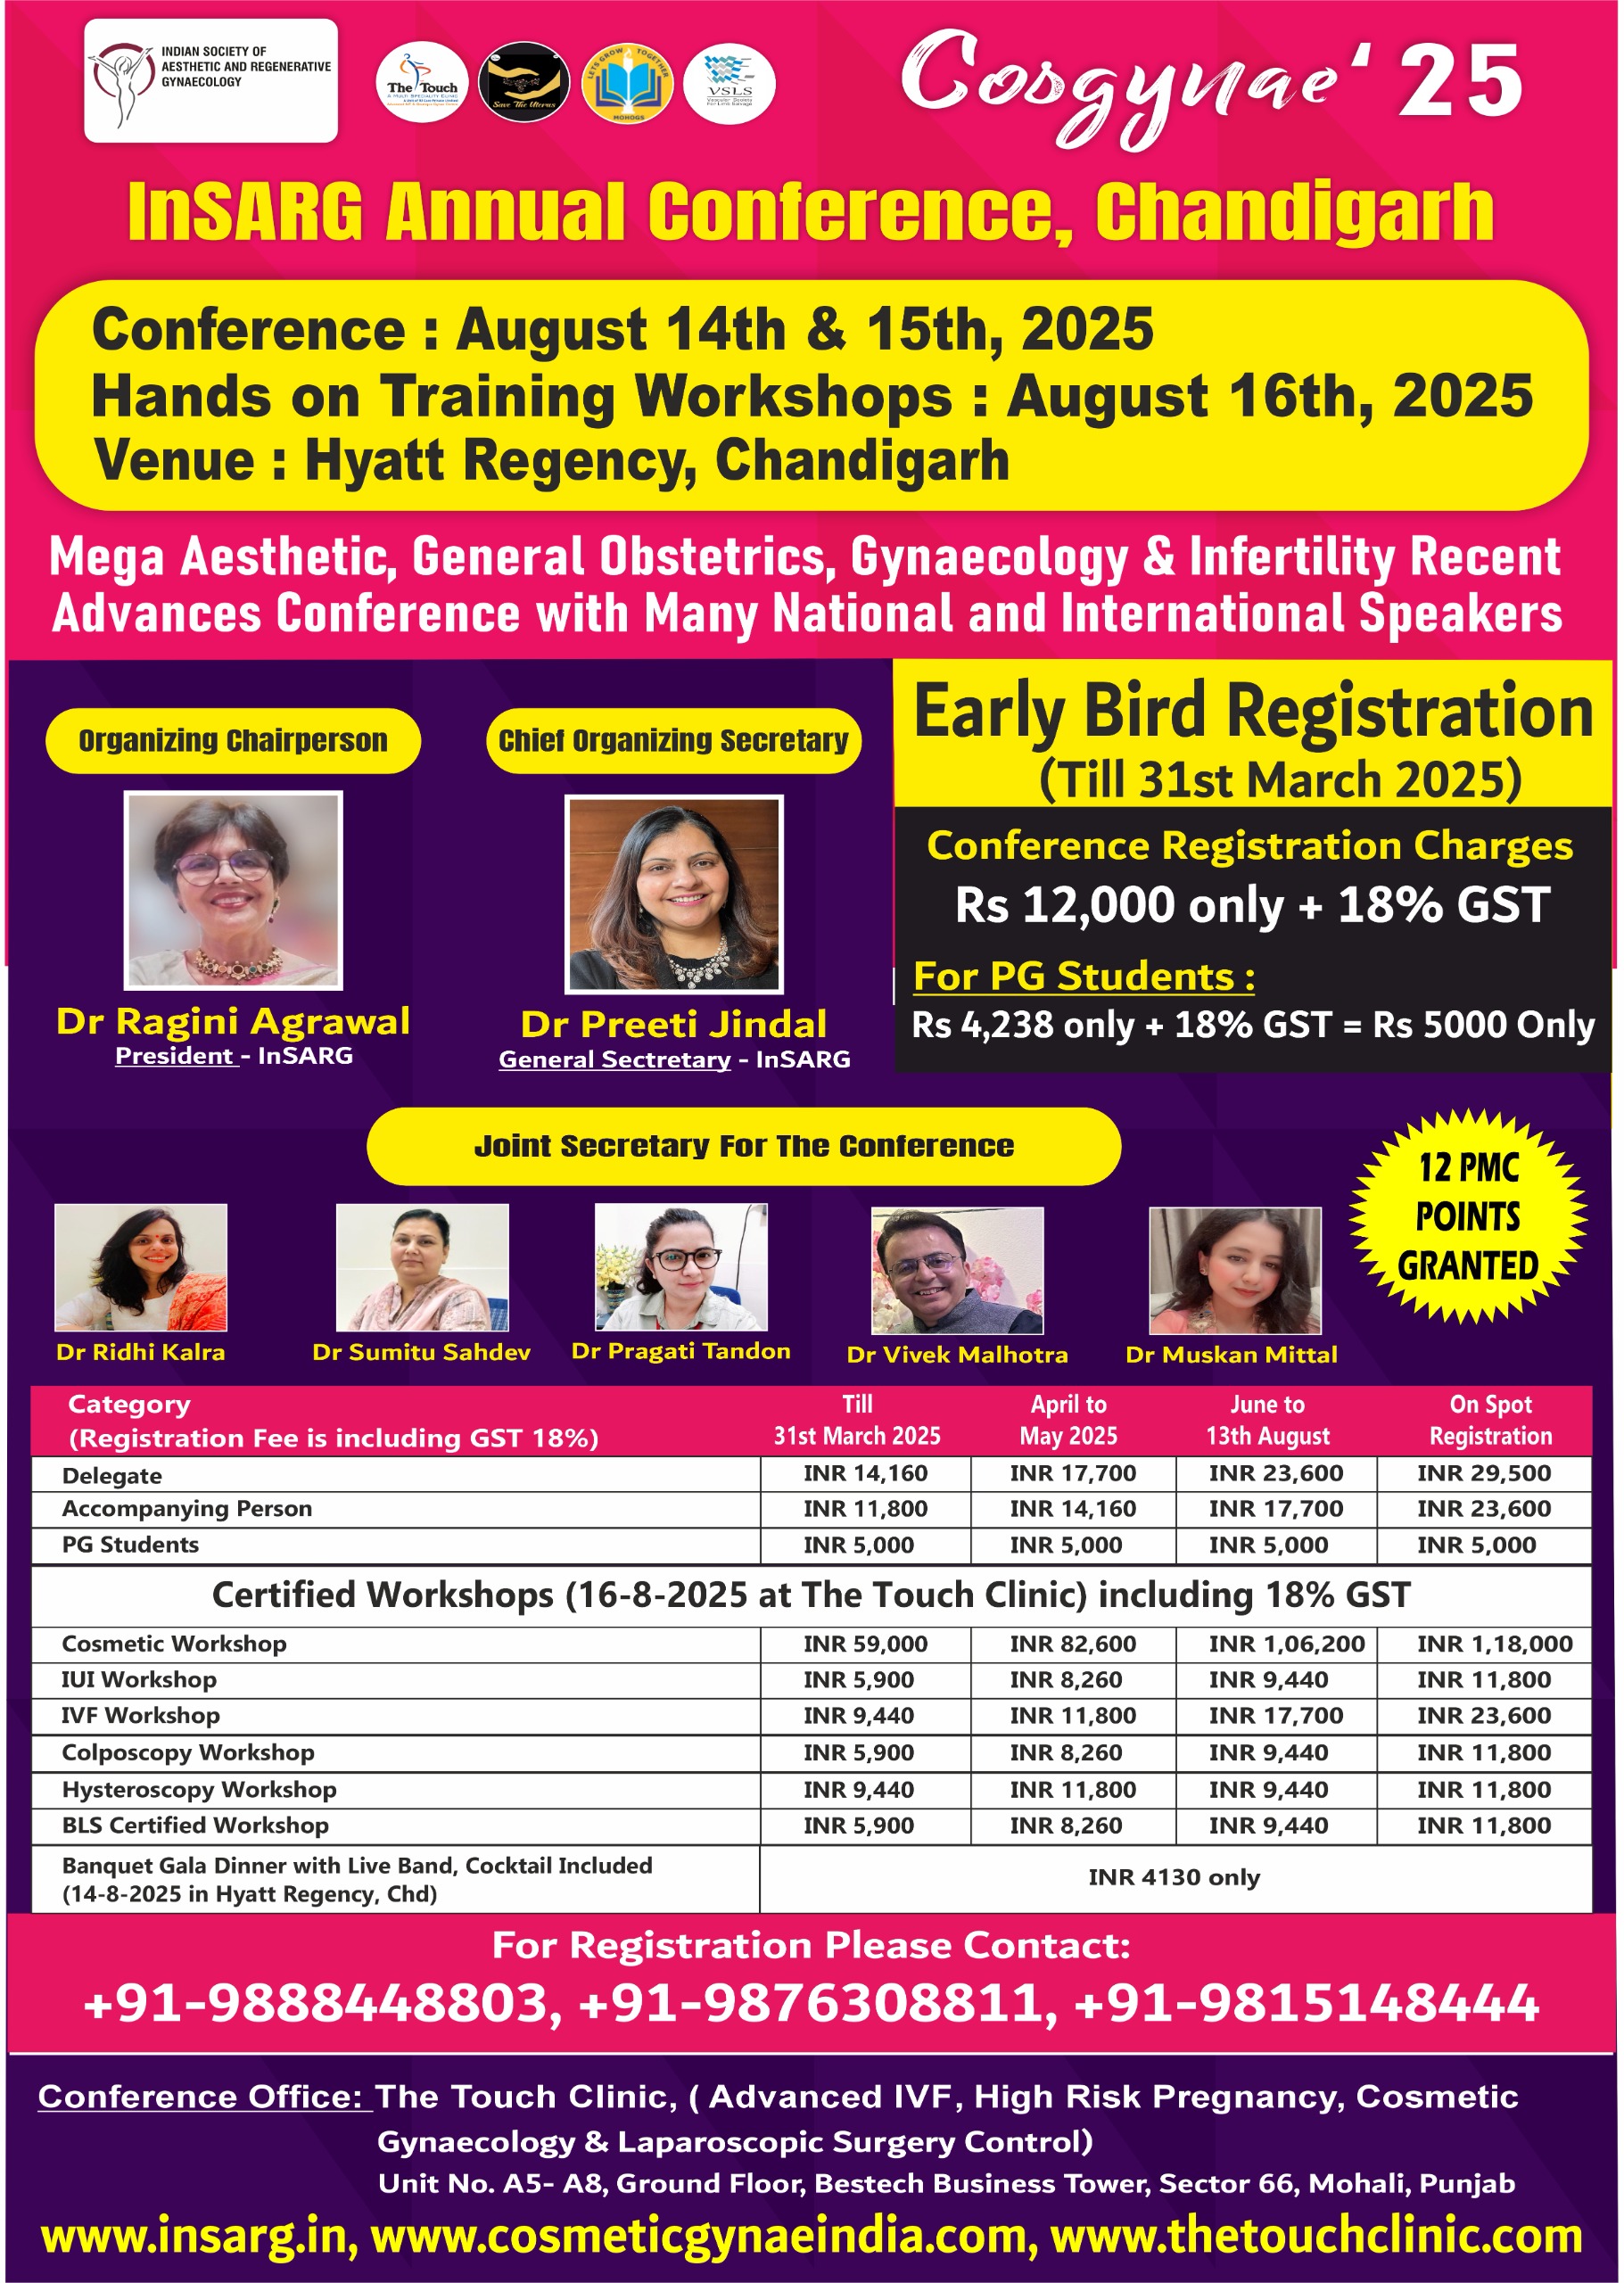 INDIAN SOCIETY OF
AESTHETIC AND REGENERATIVE
GYNAECOLOGY
The Touch
Save The Uterus
LETS GROW TOGETHER
MOHOGS
VSLS
Vascular Society
For Limb Salvage
Cosgynae ‘ 25
InSARG Annual Conference, Chandigarh
Conference : August 14th & 15th, 2025
Hands on Training Workshops : August 16th, 2025
Venue : Hyatt Regency, Chandigarh
Mega Aesthetic, General Obstetrics, Gynaecology & Infertility Recent
Advances Conference with Many National and International Speakers
Organizing Chairperson
Dr Ragini Agrawal
President - InSARG
Chief Organizing Secretary
Dr Preeti Jindal
General Sectretary - InSARG
Early Bird Registration
(Till 31st March 2025)
Conference Registration Charges
Rs 12,000 only + 18% GST
For PG Students :
Rs 4,238 only + 18% GST = Rs 5000 Only
Joint Secretary For The Conference
12 PMC
POINTS
GRANTED
Dr Ridhi Kalra Dr Sumitu Sahdev Dr Pragati Tandon Dr Vivek Malhotra Dr Muskan Mittal
Category Till April to June to On Spot
(Registration Fee is including GST 18%) 31st March 2025 May 2025 13th August Registration
Delegate INR 14,160 INR 17,700 INR 23,600 INR 29,500
Accompanying Person INR 11,800 INR 14,160 INR 17,700 INR 23,600
PG Students INR 5,000 INR 5,000 INR 5,000 INR 5,000
Certified Workshops (16-8-2025 at The Touch Clinic) including 18% GST
Cosmetic Workshop INR 59,000 INR 82,600 INR 1,06,200 INR 1,18,000
IUI Workshop INR 5,900 INR 8,260 INR 9,440 INR 11,800
IVF Workshop INR 9,440 INR 11,800 INR 17,700 INR 23,600
Colposcopy Workshop INR 5,900 INR 8,260 INR 9,440 INR 11,800
Hysteroscopy Workshop INR 9,440 INR 11,800 INR 9,440 INR 11,800
BLS Certified Workshop INR 5,900 INR 8,260 INR 9,440 INR 11,800
Banquet Gala Dinner with Live Band, Cocktail Included
(14-8-2025 in Hyatt Regency, Chd)
INR 4130 only
For Registration Please Contact:
+91-9888448803, +91-9876308811, +91-9815148444
Conference Office: The Touch Clinic, ( Advanced IVF, High Risk Pregnancy, Cosmetic
Gynaecology & Laparoscopic Surgery Control)
Unit No. A5- A8, Ground Floor, Bestech Business Tower, Sector 66, Mohali, Punjab
www.insarg.in, www.cosmeticgynaeindia.com, www.thetouchclinic.com